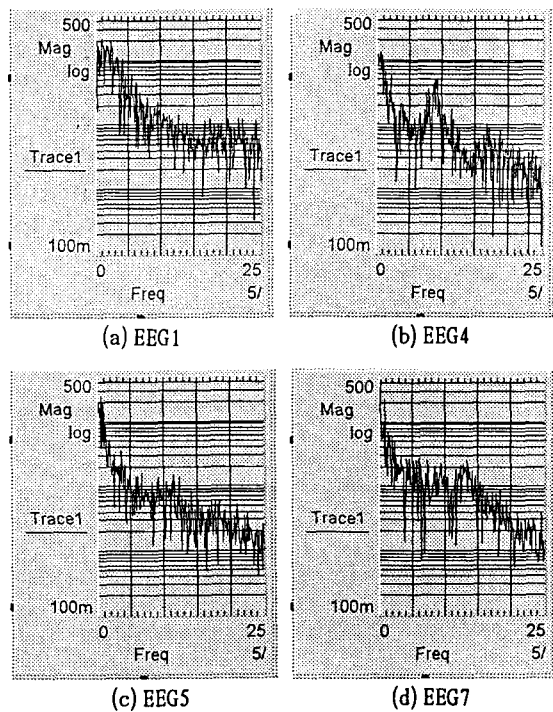 500
Mag
log
Trace1
100m
0 25
Freq
5/
(a) EEG1
500
Mag
log
Trace1
100m
0 25
Freq
5/
(b) EEG4
500
Mag
log
Trace1
100m
0 25
Freq
5/
(c) EEG5
500
Mag
log
Trace1
100m
0 25
Freq
5/
(d) EEG7